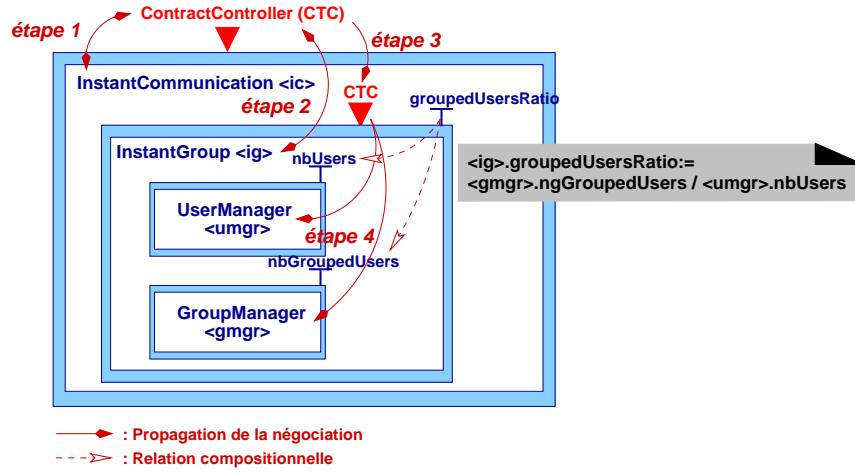 ContractController (CTC)
étape 1
étape 3
InstantCommunication <ic>
CTC
groupedUsersRatio
étape 2
InstantGroup <ig>
nbUsers
<ig>.groupedUsersRatio:=
<gmgr>.ngGroupedUsers / <umgr>.nbUsers
UserManager
<umgr>
étape 4
nbGroupedUsers
GroupManager
<gmgr>
: Propagation de la négociation
: Relation compositionnelle